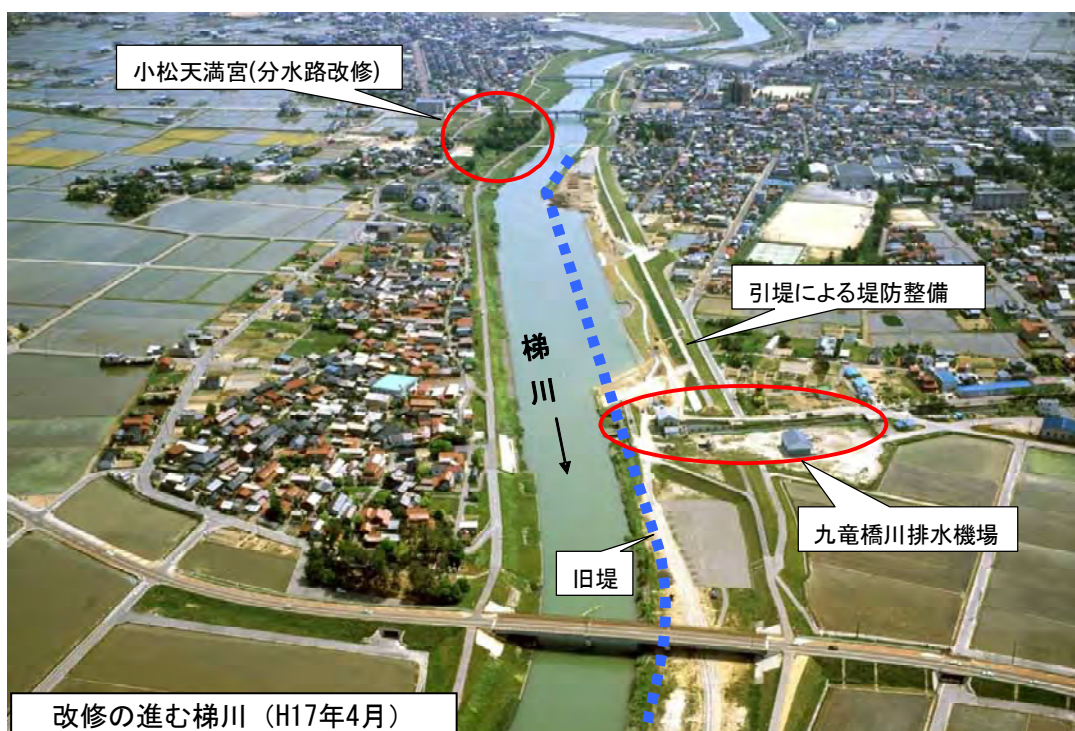 小松天満宮(分水路改修)
引堤による堤防整備
梯川
九竜橋川排水機場
旧堤
改修の進む梯川 (H17年4月)